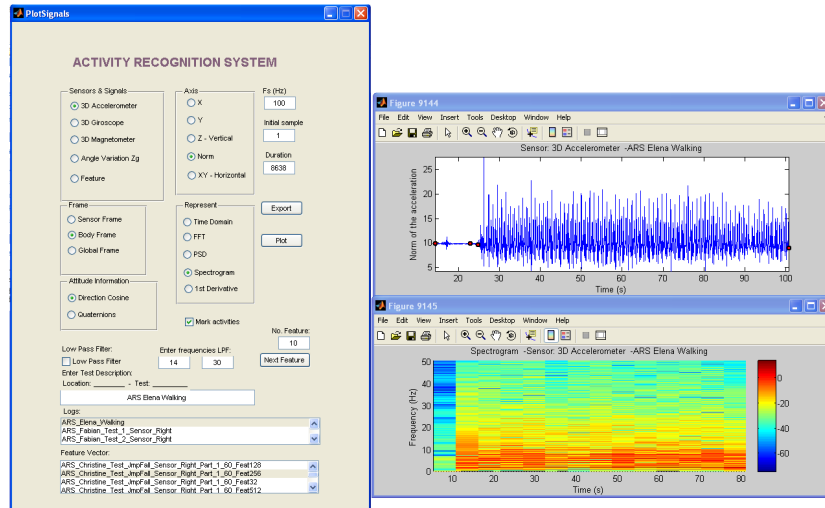 PlotSignals
ACTIVITY RECOGNITION SYSTEM
Sensors & Signals
3D Accelerometer
3D Giroscope
3D Magnetometer
Angle Variation Zg
Feature
Axis
X
Y
Z - Vertical
Norm
XY - Horizontal
Fs (Hz)
100
Initial sample
1
Duration
8638
Frame
Sensor Frame
Body Frame
Global Frame
Represent
Time Domain
FFT
PSD
Spectrogram
1st Derivative
Export
Plot
Attitude Information
Direction Cosine
Quaternions
Mark activities
No. Feature:
10
Next Feature
Low Pass Filter:
Low Pass Filter
Enter frequencies LPF:
14 30
Enter Test Description:
Location: ________ - Test: ________
ARS Elena Walking
Logs:
ARS_Elena_Walking
ARS_Fabian_Test_1_Sensor_Right
ARS_Fabian_Test_2_Sensor_Right
Feature Vector:
ARS_Christine_Test_JmpFall_Sensor_Right_Part_1_60_Feat128
ARS_Christine_Test_JmpFall_Sensor_Right_Part_1_60_Feat256
ARS_Christine_Test_JmpFall_Sensor_Right_Part_1_60_Feat32
ARS_Christine_Test_JmpFall_Sensor_Right_Part_1_60_Feat512
Figure 9144
File Edit View Insert Tools Desktop Window Help
Sensor: 3D Accelerometer -ARS Elena Walking
Norm of the acceleration
25
20
15
10
5
20 30 40 50 60 70 80 90 100
Time (s)
Figure 9145
File Edit View Insert Tools Desktop Window Help
Spectrogram -Sensor: 3D Accelerometer -ARS Elena Walking
Frequency (Hz)
50
40
30
20
10
0
10 20 30 40 50 60 70 80
Time (s)
0
-20
-40
-60